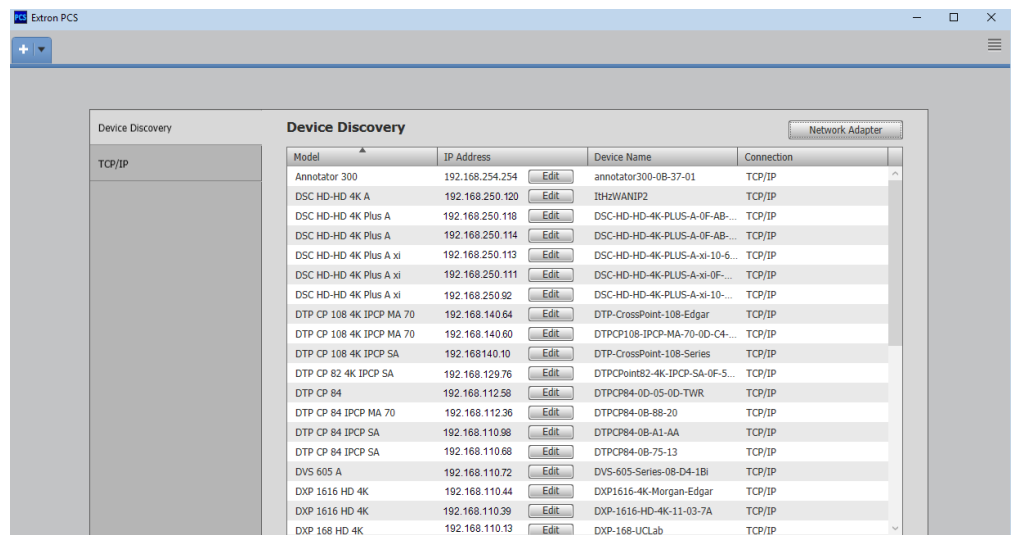 PCS Extron PCS
Device Discovery
TCP/IP
Device Discovery Network Adapter
Model IP Address Device Name Connection
Annotator 300 192.168.254.254 Edit annotator300-0B-37-01 TCP/IP
DSC HD-HD 4K A 192.168.250.120 Edit ItHzWANIP2 TCP/IP
DSC HD-HD 4K Plus A 192.168.250.118 Edit DSC-HD-HD-4K-PLUS-A-0F-AB-... TCP/IP
DSC HD-HD 4K Plus A 192.168.250.114 Edit DSC-HD-HD-4K-PLUS-A-0F-AB-... TCP/IP
DSC HD-HD 4K Plus A xi 192.168.250.113 Edit DSC-HD-HD-4K-PLUS-A-xi-10-6... TCP/IP
DSC HD-HD 4K Plus A xi 192.168.250.111 Edit DSC-HD-HD-4K-PLUS-A-xi-0F-... TCP/IP
DSC HD-HD 4K Plus A xi 192.168.250.92 Edit DSC-HD-HD-4K-PLUS-A-xi-10-... TCP/IP
DTP CP 108 4K IPCP MA 70 192.168.140.64 Edit DTP-CrossPoint-108-Edgar TCP/IP
DTP CP 108 4K IPCP MA 70 192.168.140.60 Edit DTPCP108-IPCP-MA-70-0D-C4-... TCP/IP
DTP CP 108 4K IPCP SA 192.168140.10 Edit DTP-CrossPoint-108-Series TCP/IP
DTP CP 82 4K IPCP SA 192.168.129.76 Edit DTPCPoint82-4K-IPCP-SA-0F-5... TCP/IP
DTP CP 84 192.168.112.58 Edit DTPCP84-0D-05-0D-TWR TCP/IP
DTP CP 84 IPCP MA 70 192.168.112.36 Edit DTPCP84-0B-88-20 TCP/IP
DTP CP 84 IPCP SA 192.168.110.98 Edit DTPCP84-0B-A1-AA TCP/IP
DTP CP 84 IPCP SA 192.168.110.68 Edit DTPCP84-0B-75-13 TCP/IP
DVS 605 A 192.168.110.72 Edit DVS-605-Series-08-D4-1Bi TCP/IP
DXP 1616 HD 4K 192.168.110.44 Edit DXP1616-4K-Morgan-Edgar TCP/IP
DXP 1616 HD 4K 192.168.110.39 Edit DXP-1616-HD-4K-11-03-7A TCP/IP
DXP 168 HD 4K 192.168.110.13 Edit DXP-168-UCLab TCP/IP